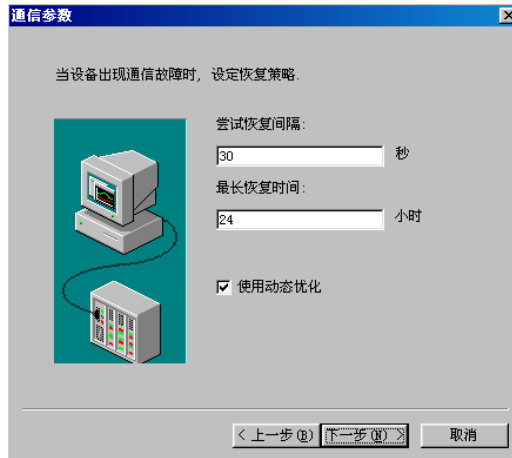 通信参数
当设备出现通信故障时，设定恢复策略.
尝试恢复间隔:
30 秒
最长恢复时间:
24 小时
使用动态优化
< 上一步(B) 下一步(N) > 取消